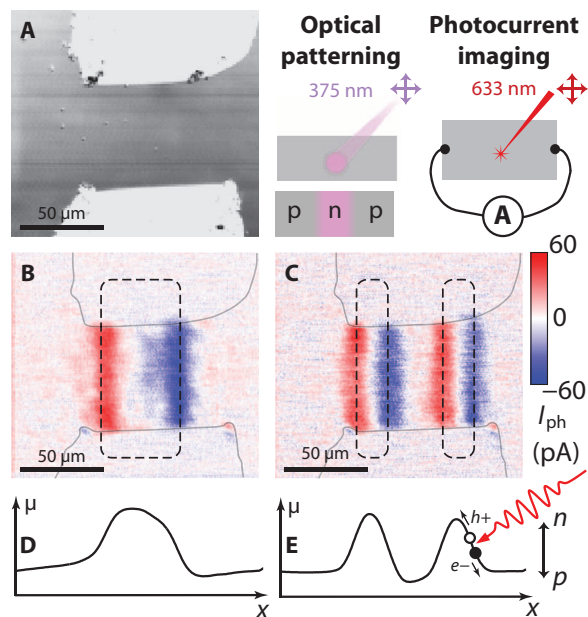 A
50 µm
Optical
patterning
375 nm
p n p
Photocurrent
imaging
633 nm
A
B
50 µm
C
50 µm
60
0
−60
Iph
(pA)
D
µ
x
E
µ
h+
e−
x
n
p